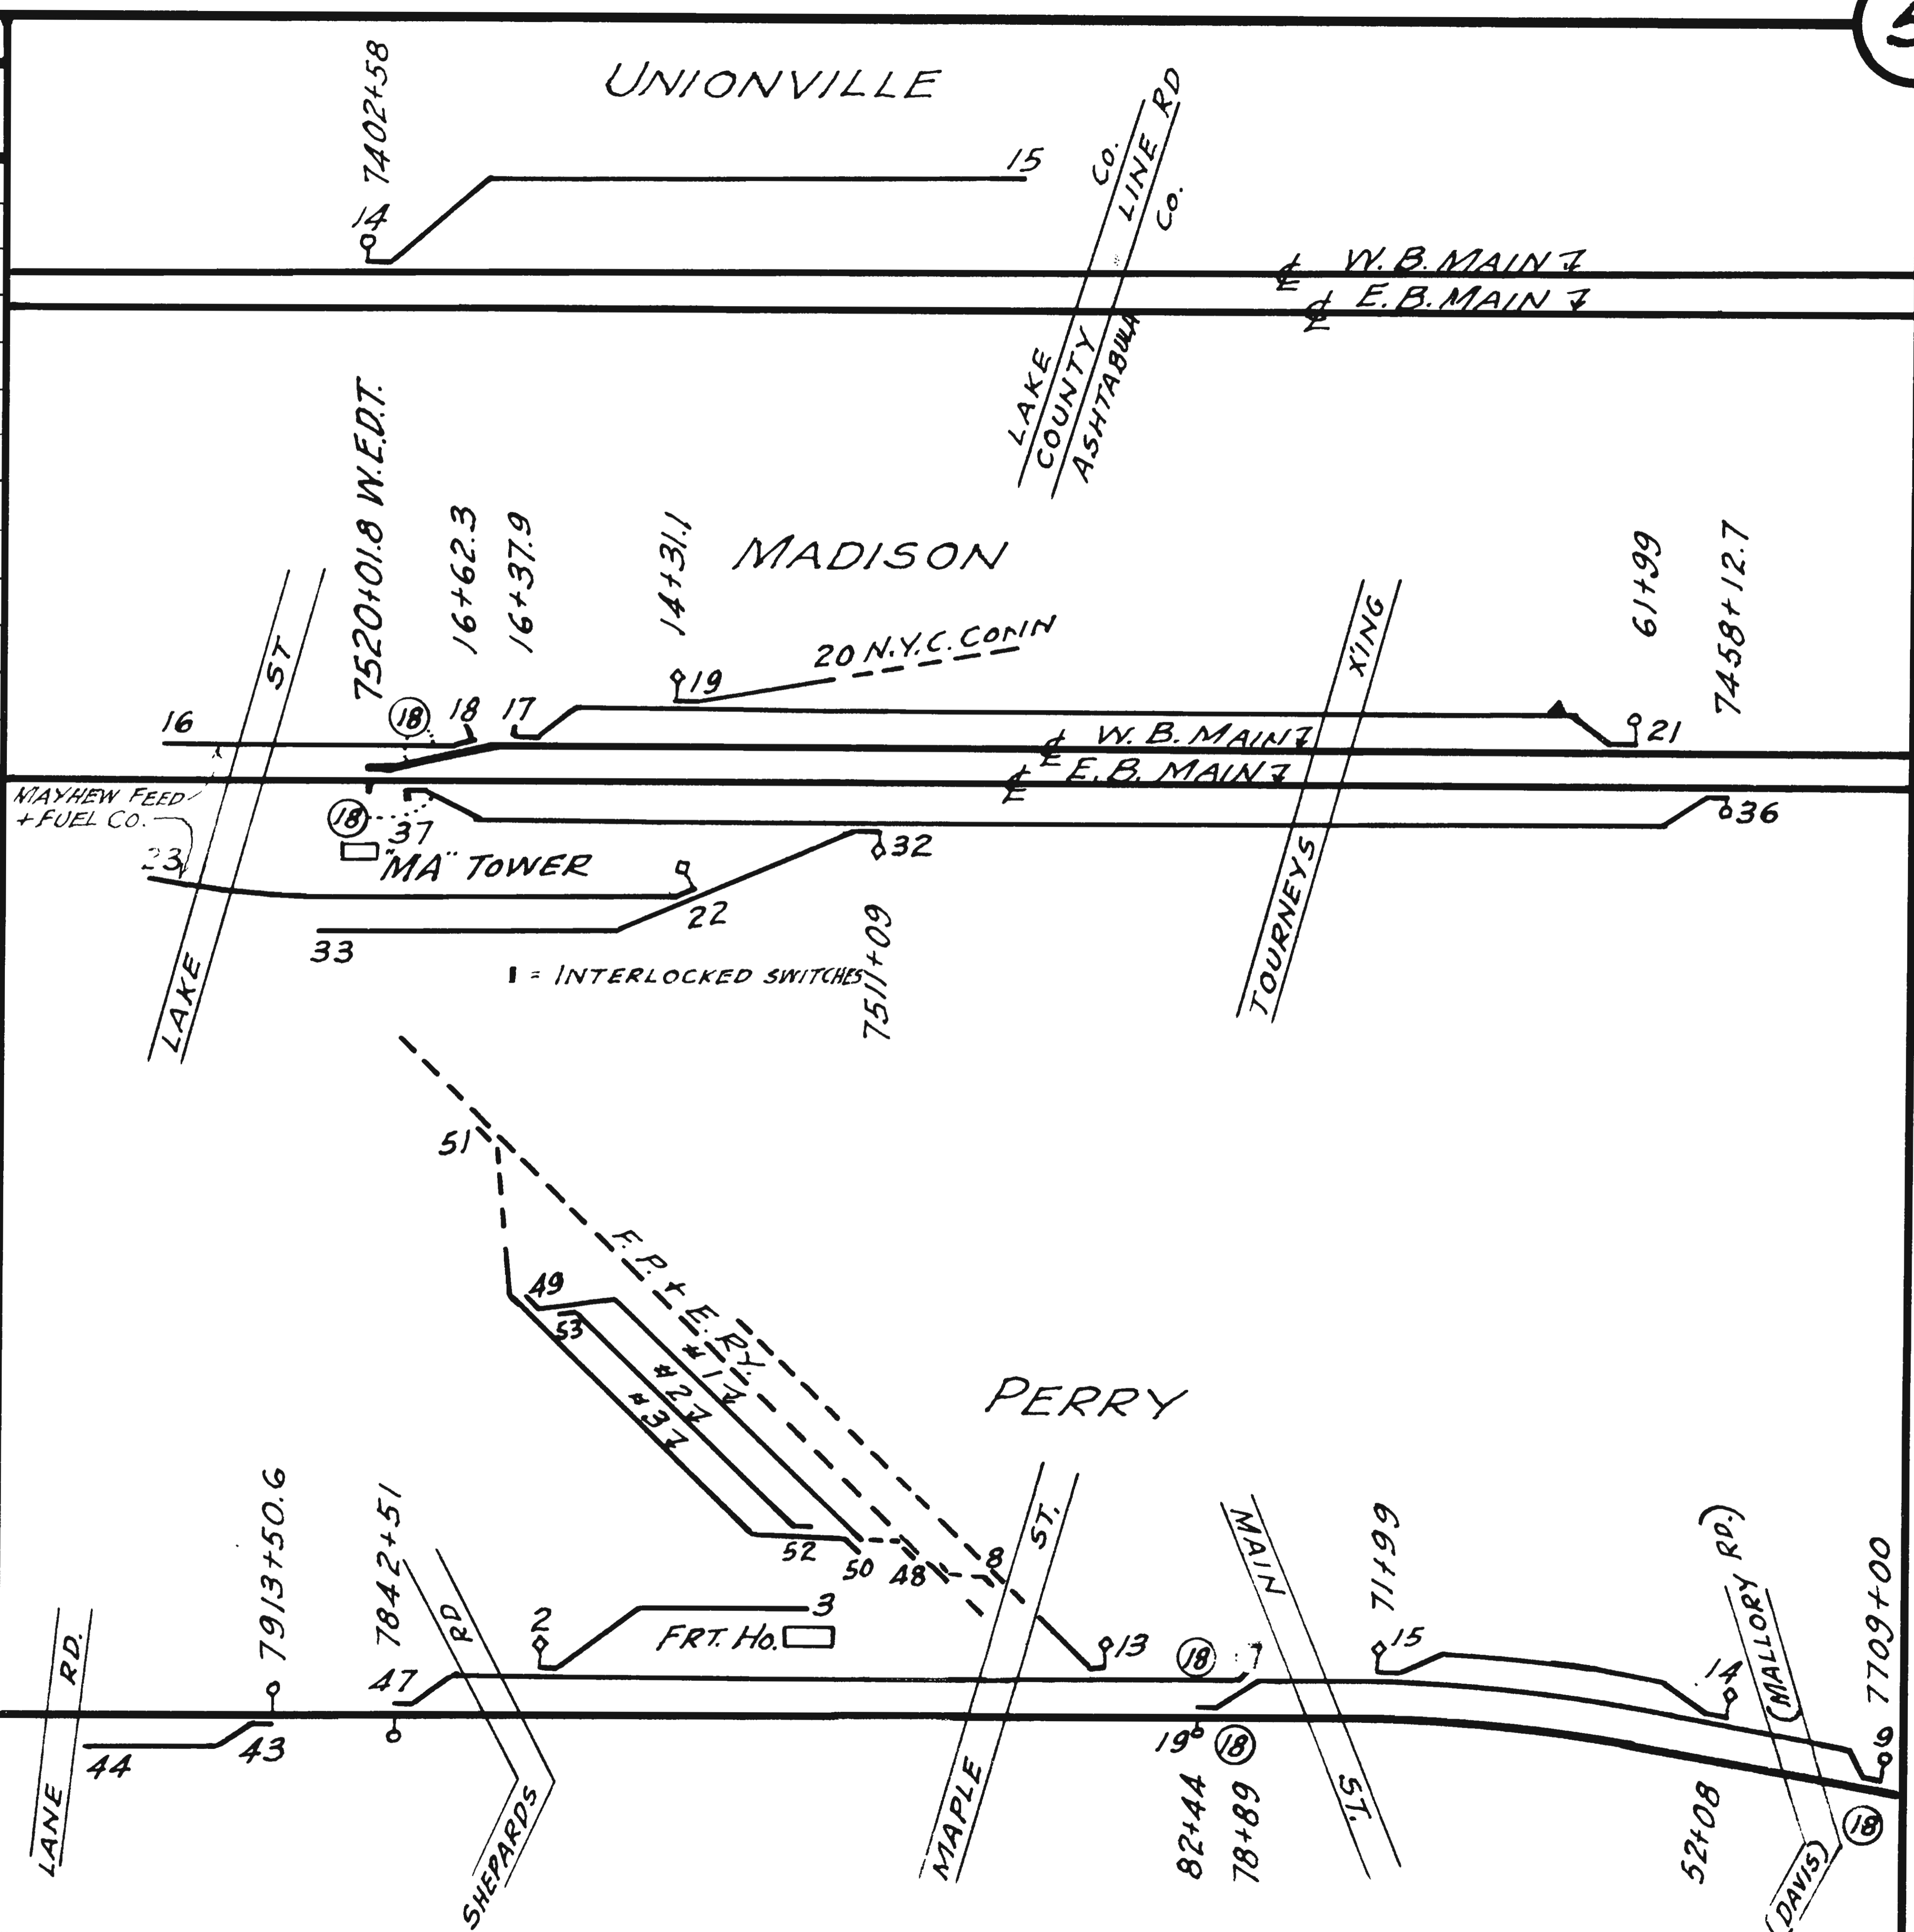 5
UNIONVILLE
7402+58
14
15
LAKE CO.
COUNTY LINE RD
ASHTABULA CO.
W. B. MAIN
E. B. MAIN
MADISON
7520+01.8 W.E.D.T.
16+62.3
16+37.9
14+31.1
61+99
7458+12.7
LAKE ST
16
18
18
17
19
20 N.Y.C. CONN
TOURNEYS X'ING
21
W. B. MAIN
E. B. MAIN
MAYHEW FEED
+ FUEL CO.
23
18
37
"MA" TOWER
32
36
22
33
7511+09
= INTERLOCKED SWITCHES
51
F. P. & E. RY.
49
53
#1
#2
#3
PERRY
52
50
48
8
7913+50.6
7842+51
LANE RD.
SHEPARDS RD
2
3
FRT. HO.
47
44
43
MAPLE ST.
13
18
7
MAIN ST.
71+99
15
14
(MALLORY RD.)
(DAVIS)
7709+00
9
19
18
82+44
78+89
52+08
18